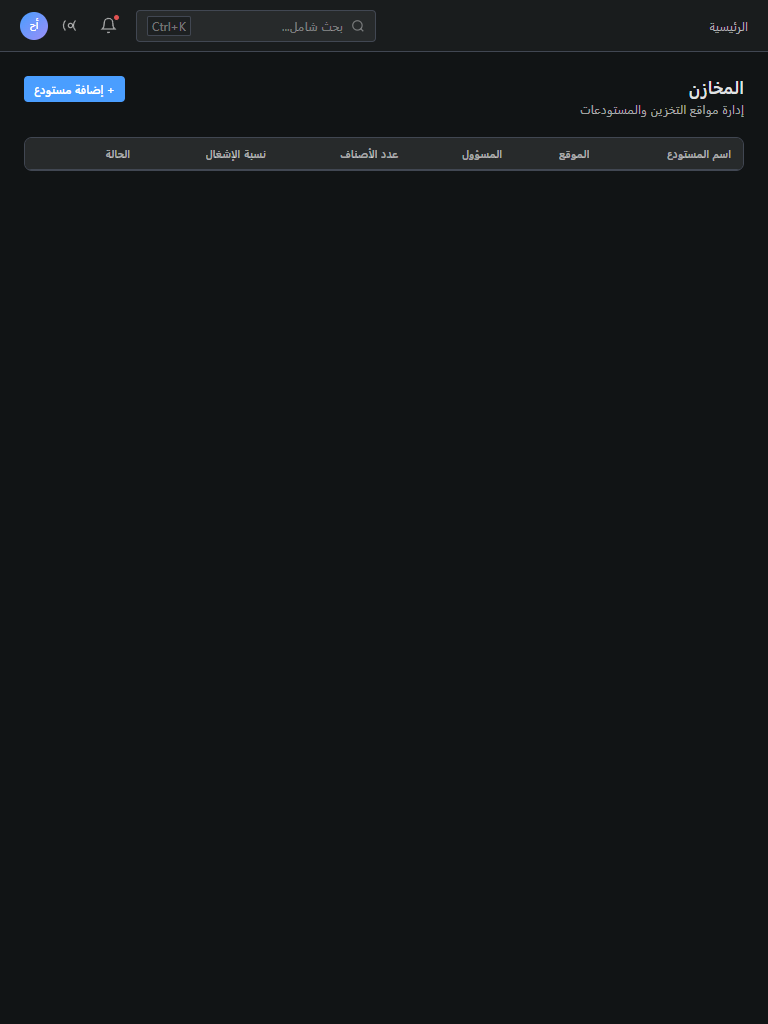 الرئيسية
بحث شامل...
Ctrl+K
أح
المخازن
إدارة مواقع التخزين والمستودعات
+ إضافة مستودع
اسم المستودع الموقع المسؤول عدد الأصناف نسبة الإشغال الحالة